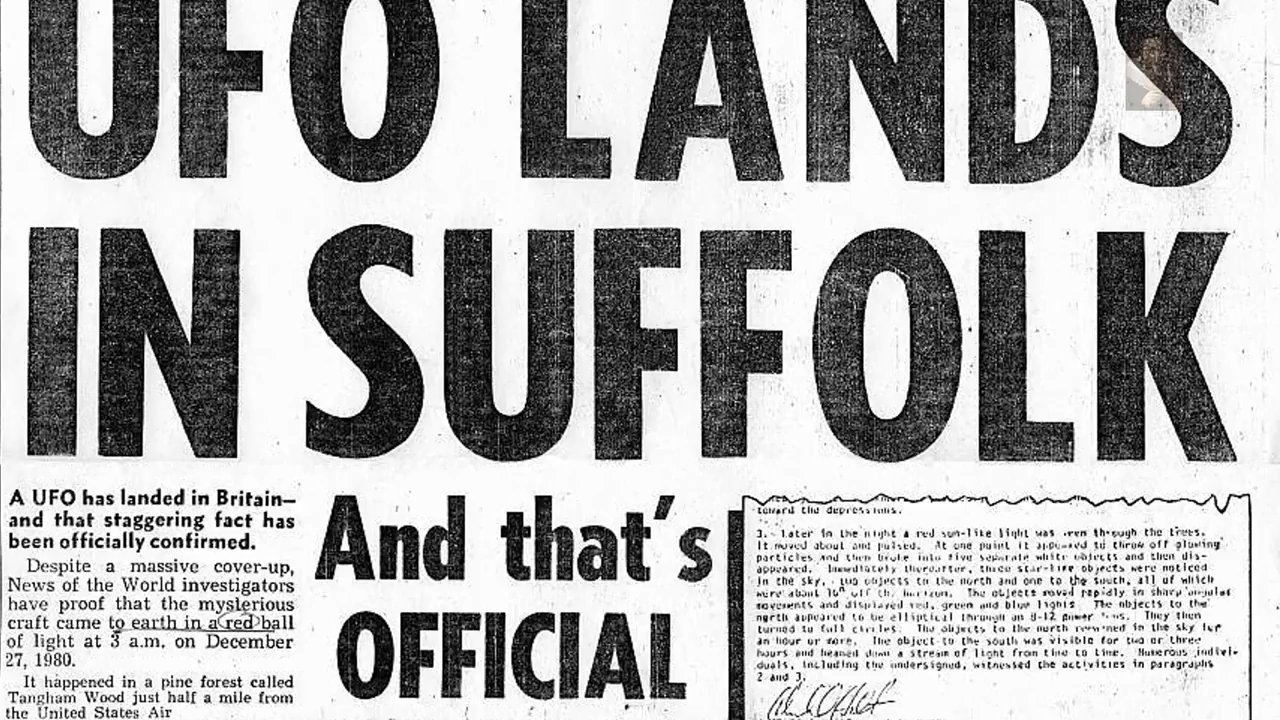 UFO LANDS
IN SUFFOLK
A UFO has landed in Britain—
and that staggering fact has
been officially confirmed.
Despite a massive cover-up,
News of the World investigators
have proof that the mysterious
craft came to earth in a red ball
of light at 3 a.m. on December
27, 1980.
It happened in a pine forest called
Tangham Wood just half a mile from
the United States Air
And that's
OFFICIAL
toward the depressions.
3. Later in the night a red sun-like light was seen through the trees.
It moved about and pulsed. At one point it appeared to throw off glowing
particles and then broke into five separate white objects and then dis-
appeared. Immediately thereafter, three star-like objects were noticed
in the sky, two objects to the north and one to the south, all of which
were about 10° off the horizon. The objects moved rapidly in sharp angular
movements and displayed red, green and blue lights. The objects to the
north appeared to be elliptical through an 8-12 power lens. They then
turned to full circles. The objects to the north remained in the sky for
an hour or more. The object to the south was visible for two or three
hours and beamed down a stream of light from time to time. Numerous indivi-
duals, including the undersigned, witnessed the activities in paragraphs
2 and 3.